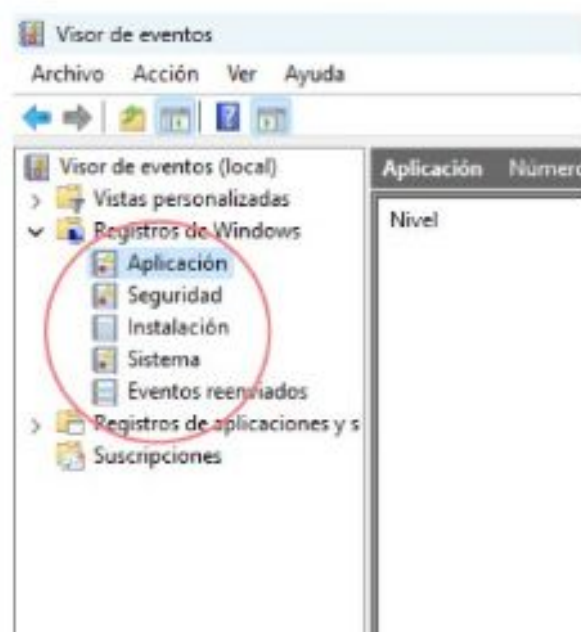 Visor de eventos
Archivo Acción Ver Ayuda
Visor de eventos (local)
Vistas personalizadas
Registros de Windows
Aplicación
Seguridad
Instalación
Sistema
Eventos reenviados
Registros de aplicaciones y s
Suscripciones
Aplicación Número
Nivel